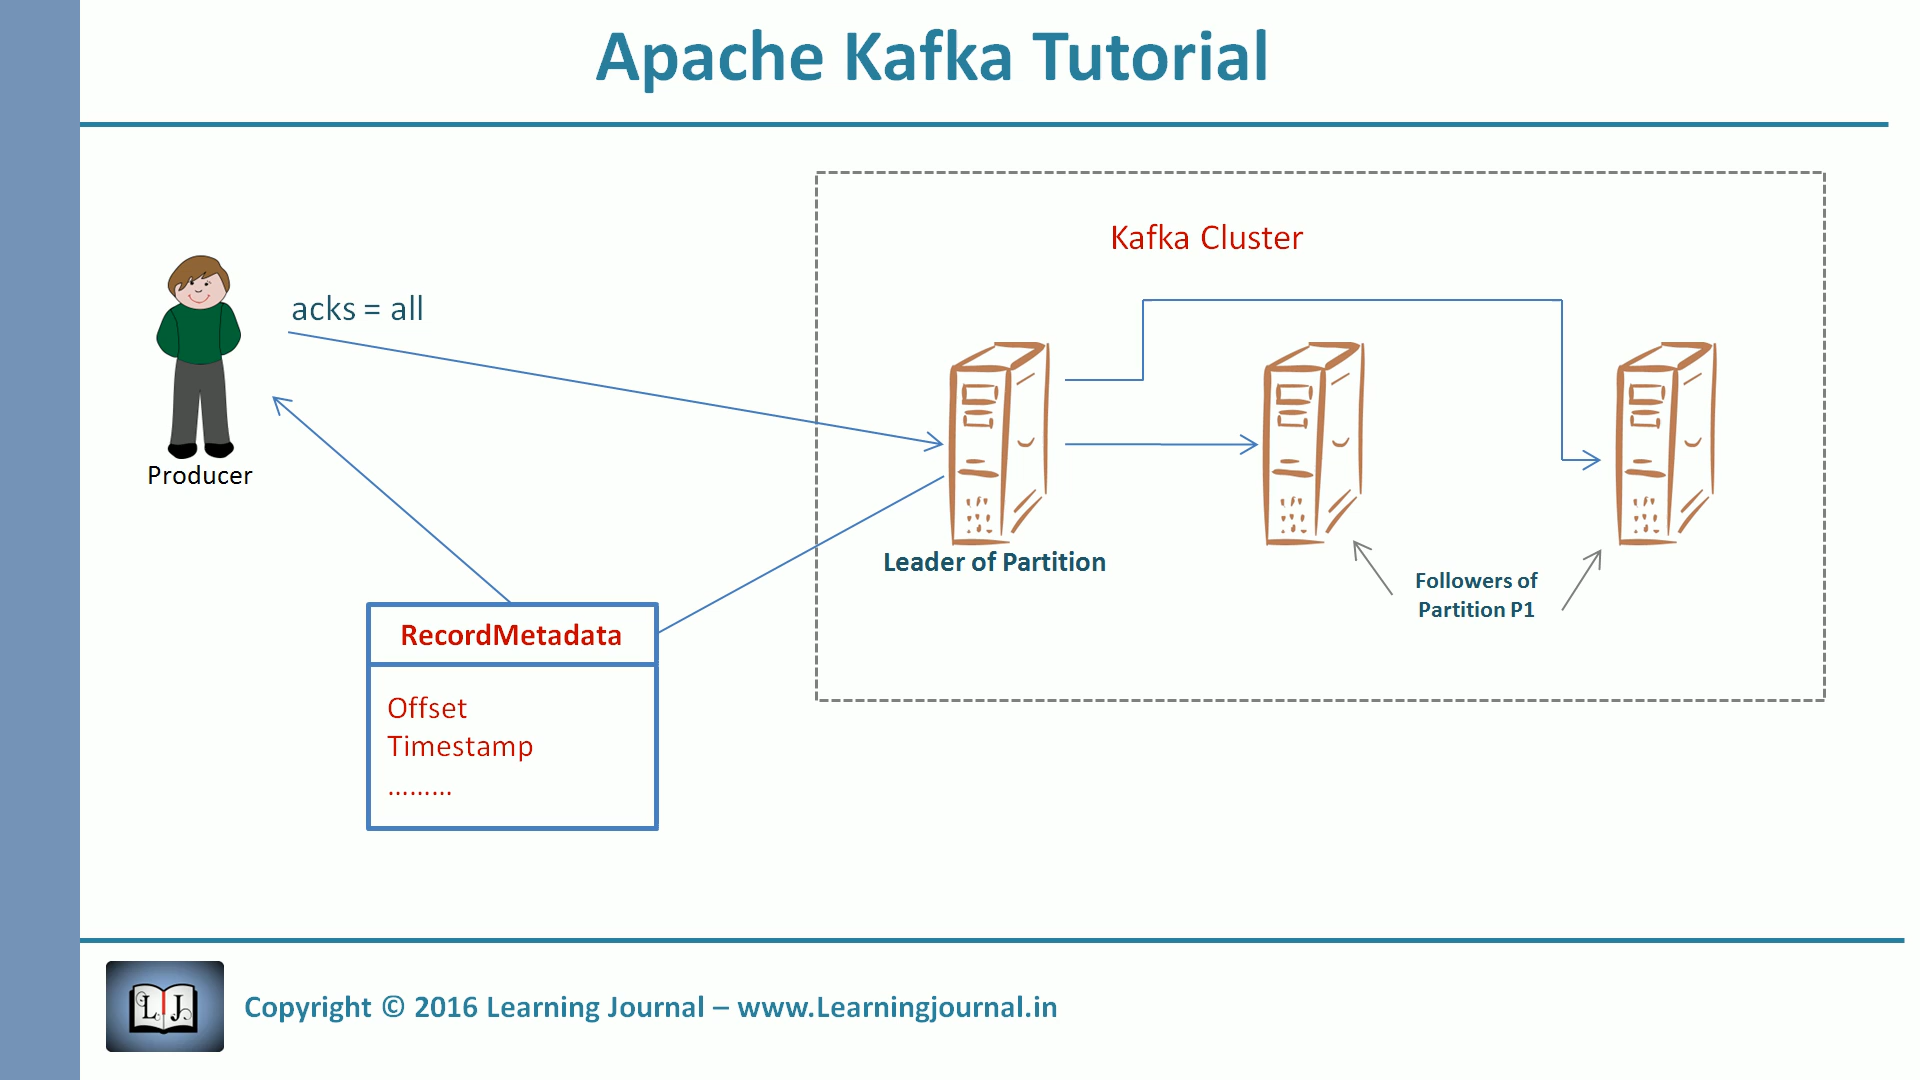 Apache Kafka Tutorial
Kafka Cluster
acks = all
Producer
Leader of Partition
Followers of
Partition P1
RecordMetadata
Offset
Timestamp
.........
LJ
Copyright © 2016 Learning Journal – www.Learningjournal.in